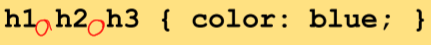 h1 h2 h3 { color: blue; }